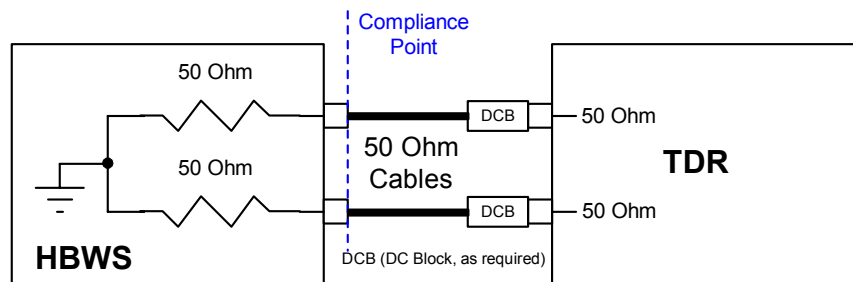 Compliance
Point
50 Ohm
DCB
50 Ohm
50 Ohm
50 Ohm
Cables
TDR
DCB
50 Ohm
HBWS
DCB (DC Block, as required)